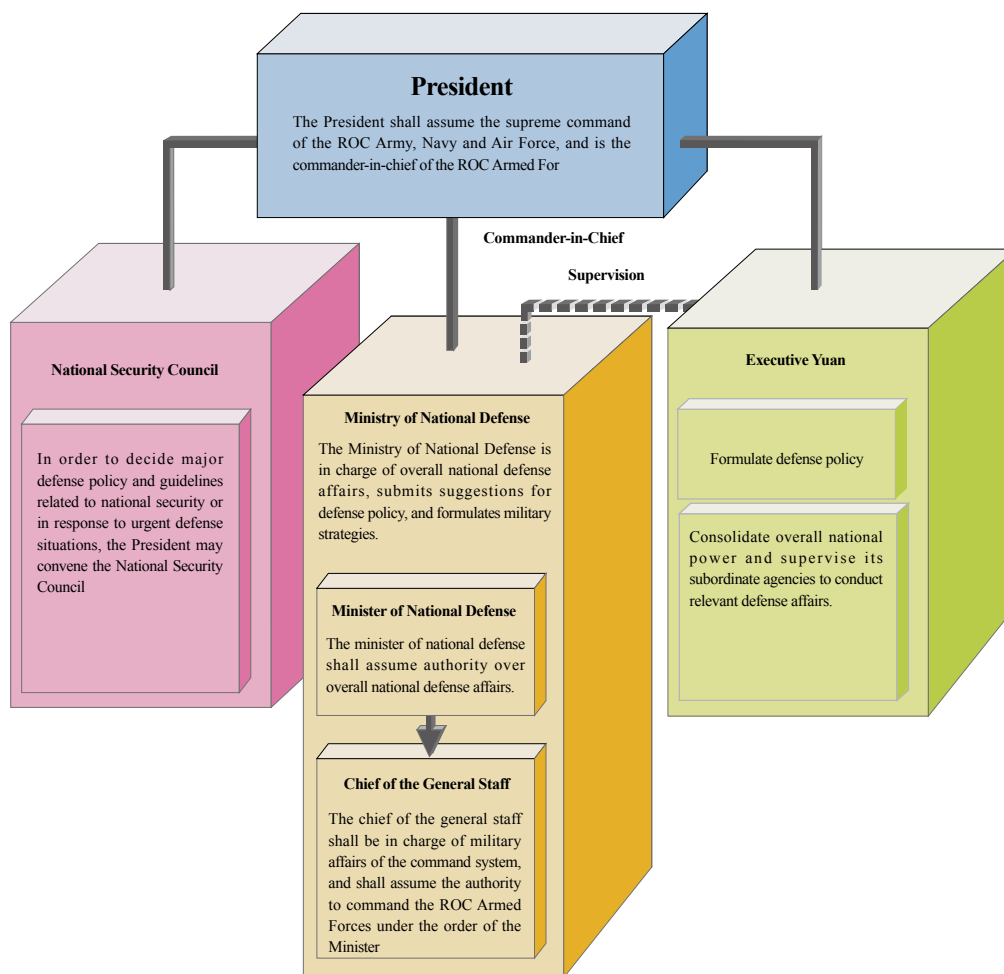 President
The President shall assume the supreme command
of the ROC Army, Navy and Air Force, and is the
commander-in-chief of the ROC Armed For
Commander-in-Chief
Supervision
National Security Council
In order to decide major
defense policy and guidelines
related to national security or
in response to urgent defense
situations, the President may
convene the National Security
Council
Ministry of National Defense
The Ministry of National Defense is
in charge of overall national defense
affairs, submits suggestions for
defense policy, and formulates military
strategies.
Minister of National Defense
The minister of national defense
shall assume authority over
overall national defense affairs.
Chief of the General Staff
The chief of the general staff
shall be in charge of military
affairs of the command system,
and shall assume the authority
to command the ROC Armed
Forces under the order of the
Minister
Executive Yuan
Formulate defense policy
Consolidate overall national
power and supervise its
subordinate agencies to conduct
relevant defense affairs.